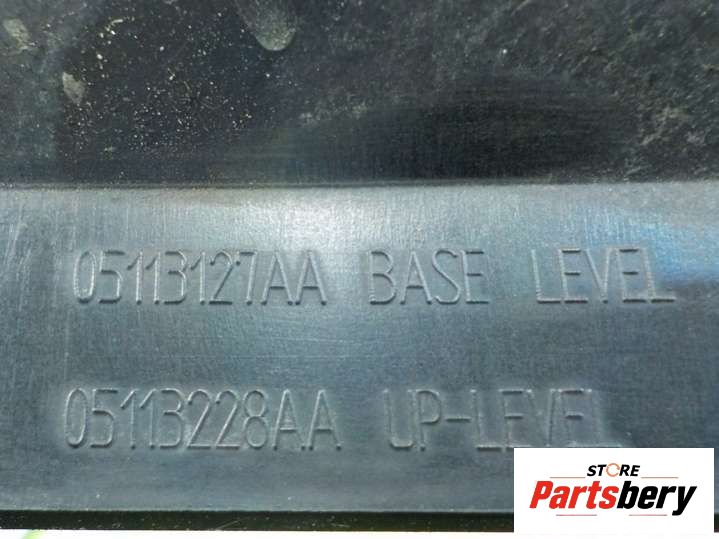 05113127AA BASE LEVEL
05113228AA UP-LEVEL
STORE
Partsbery